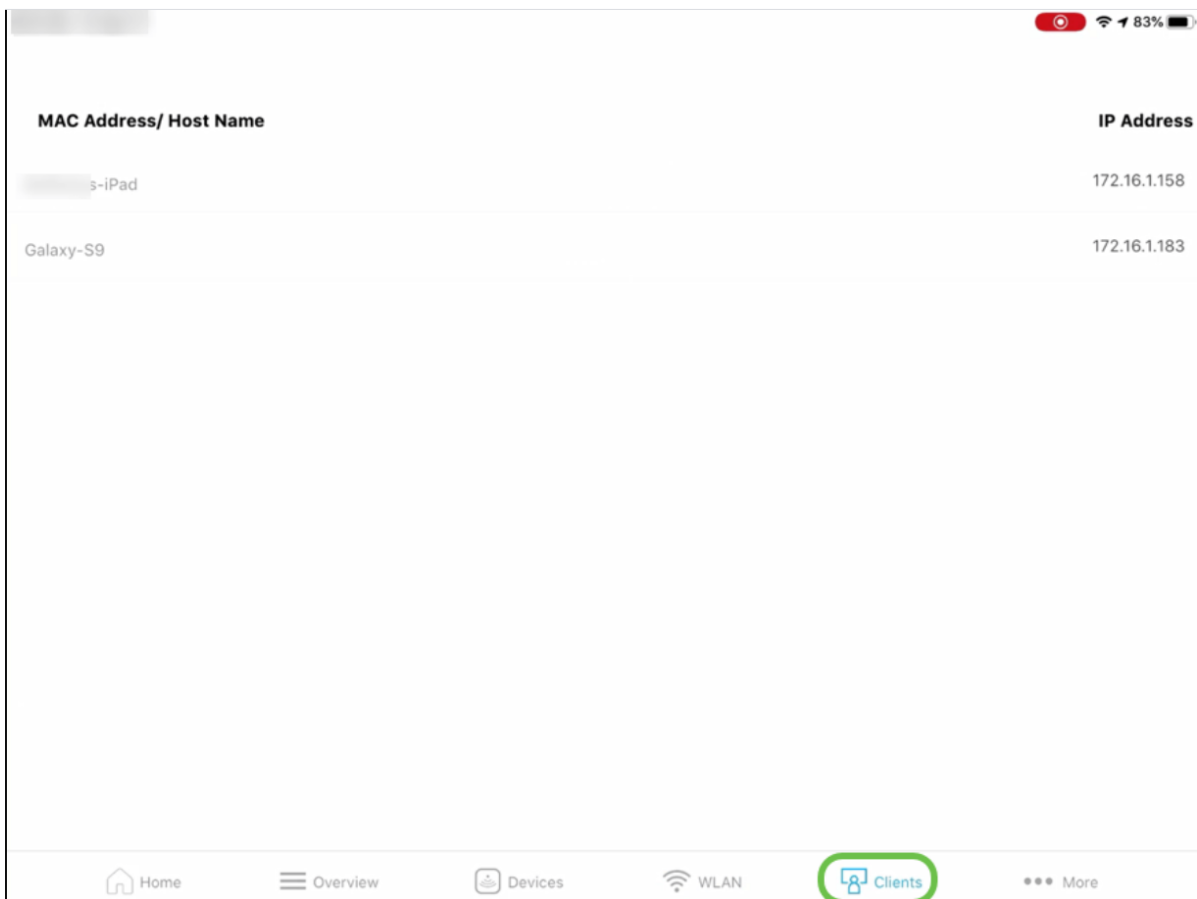 83%
MAC Address/ Host Name IP Address
s-iPad 172.16.1.158
Galaxy-S9 172.16.1.183
Home Overview Devices WLAN Clients More